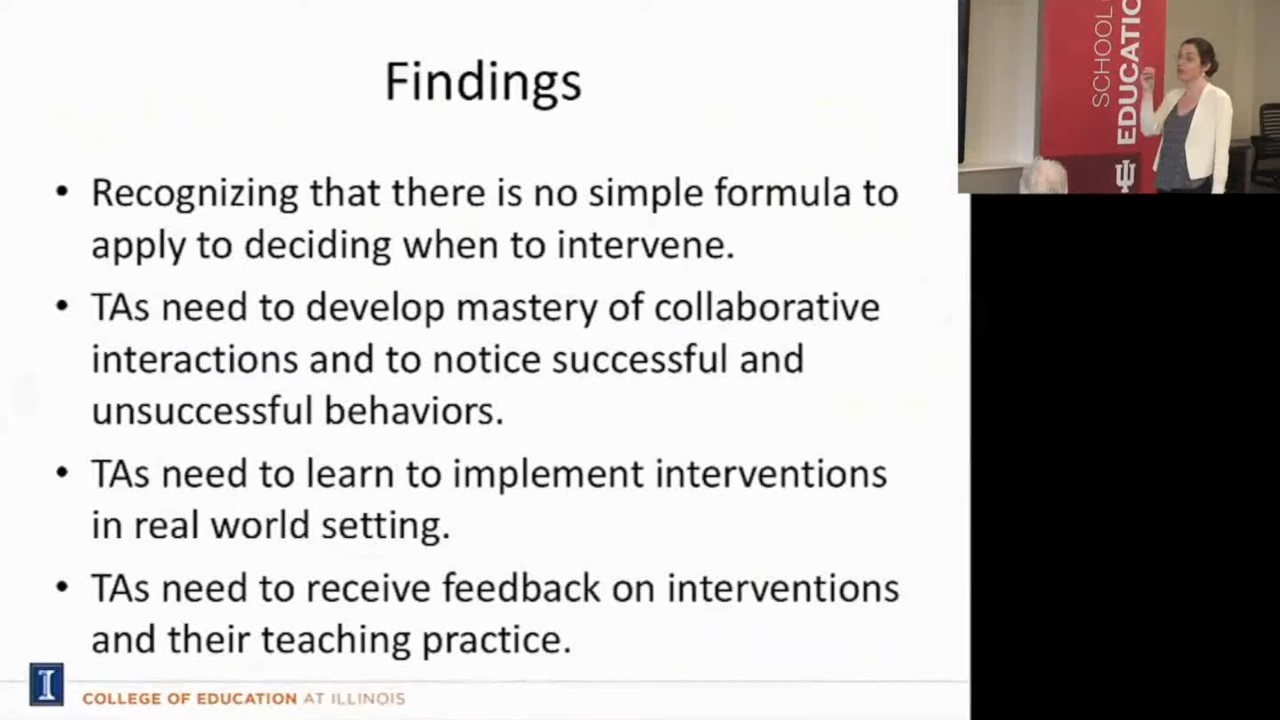 Findings
• Recognizing that there is no simple formula to
apply to deciding when to intervene.
• TAs need to develop mastery of collaborative
interactions and to notice successful and
unsuccessful behaviors.
• TAs need to learn to implement interventions
in real world setting.
• TAs need to receive feedback on interventions
and their teaching practice.
I
COLLEGE OF EDUCATION AT ILLINOIS
SCHOOL
EDUCATIO